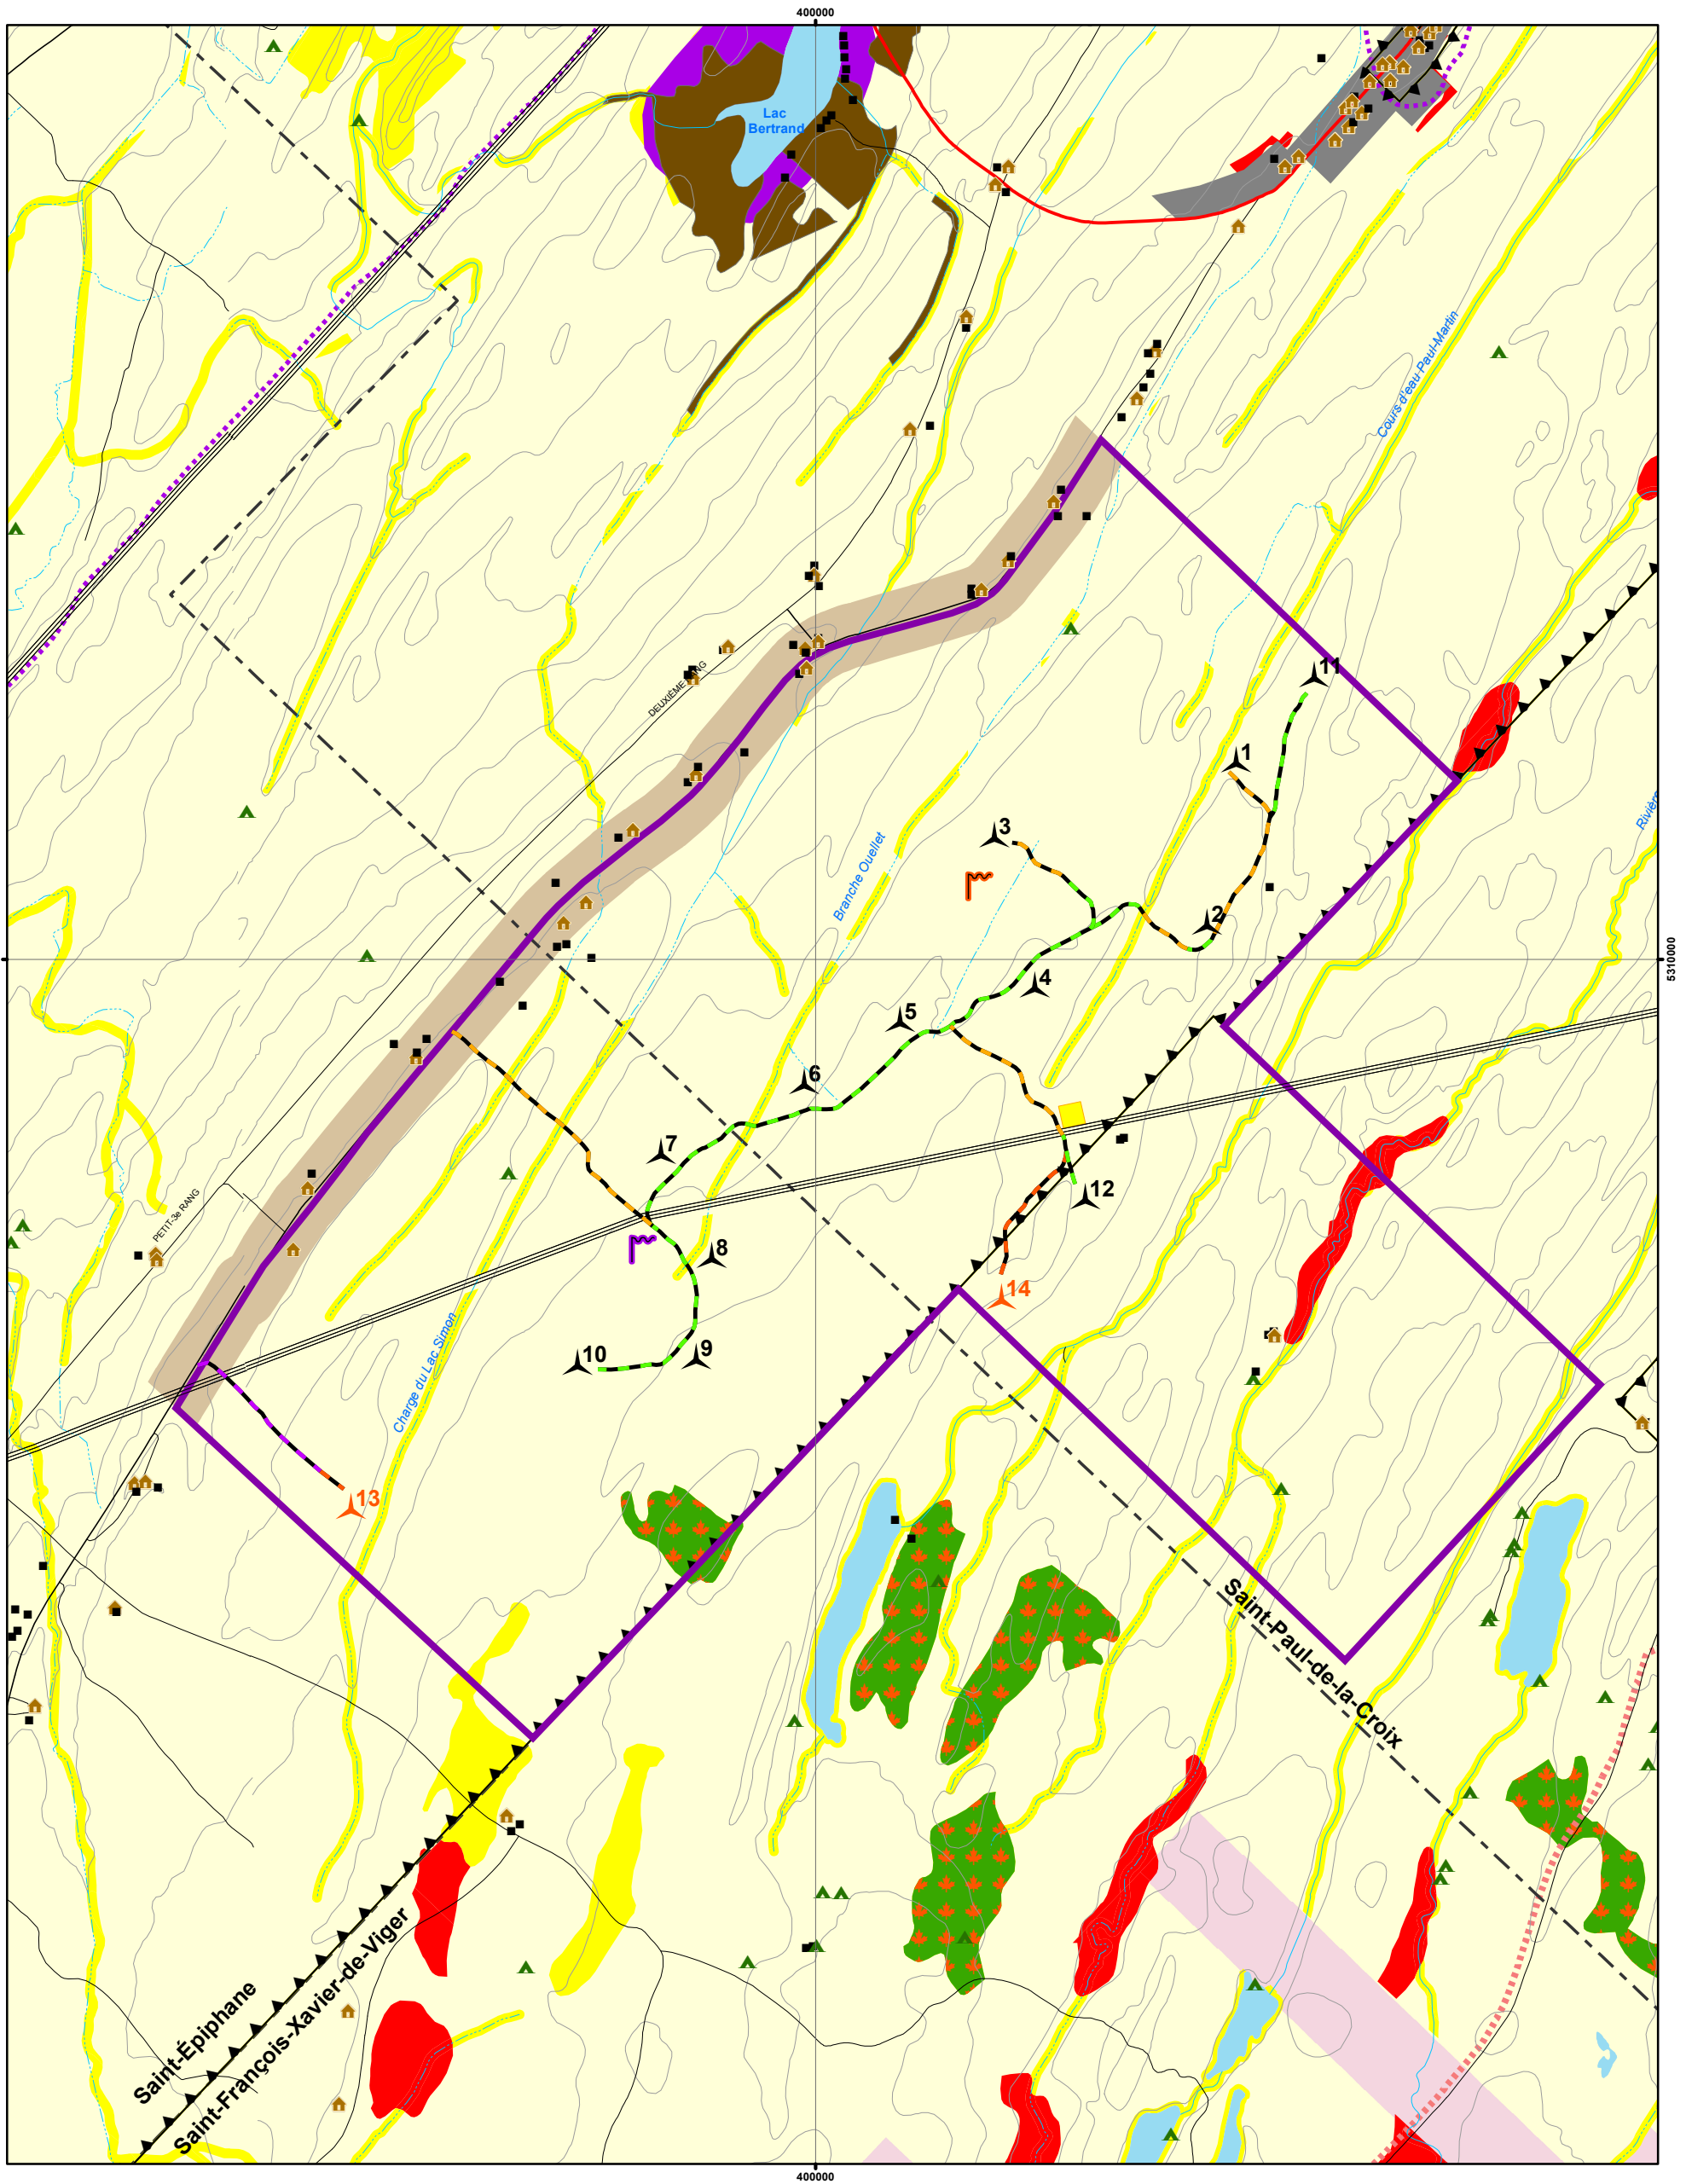 400000
Lac
Bertrand
Cours d'eau Paul-Martin
DEUXIÈME RANG
11
1
3
Branche Ouellet
2
4
5
6
7
8
9
10
12
14
13
5310000
PETIT-3e RANG
Charge du Lac Simon
Saint-Paul-de-la-Croix
Saint-Épiphane
Saint-François-Xavier-de-Viger
400000